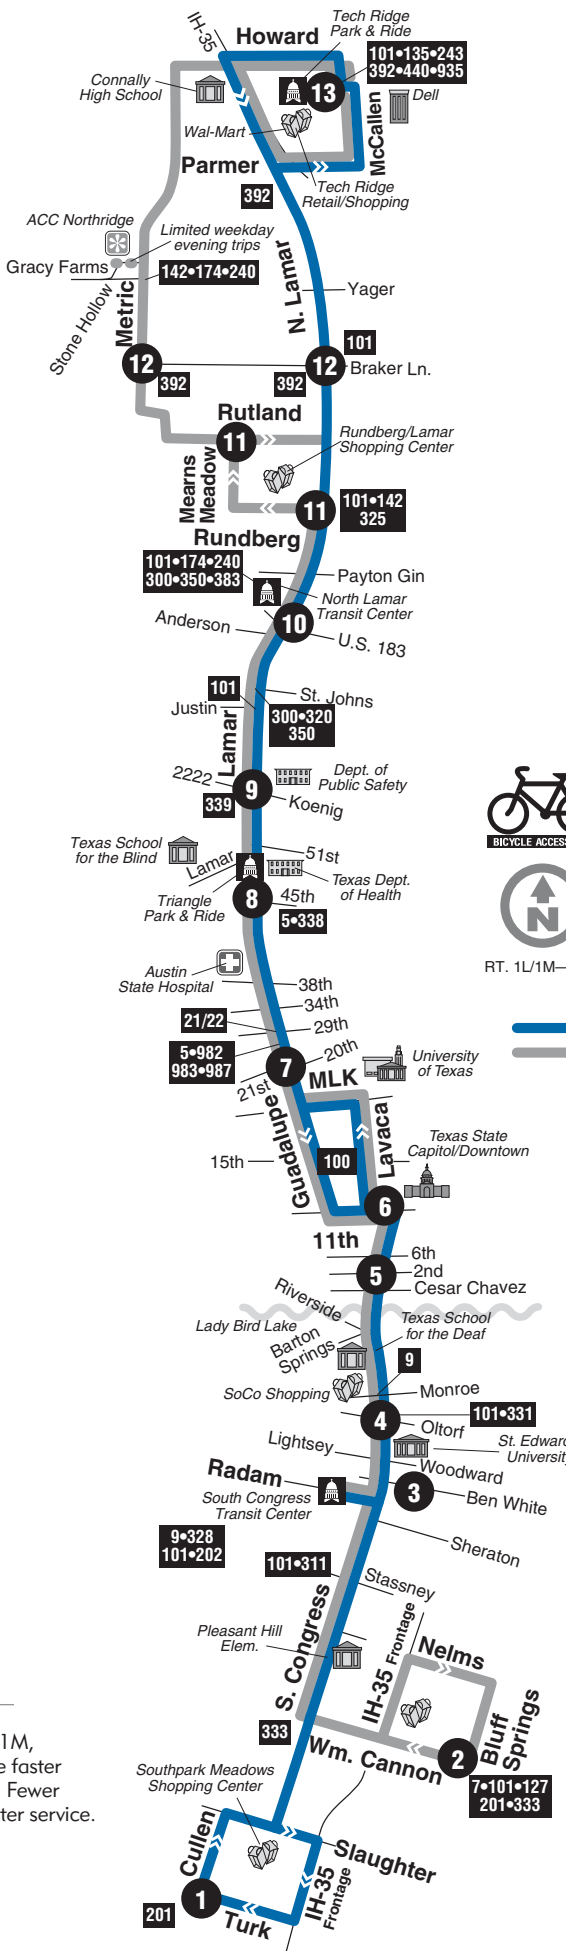 IH-35
Howard
Tech Ridge
Park & Ride
101•135•243
392•440•935
Connally
High School
13
Dell
McCallen
Wal-Mart
Parmer
Tech Ridge
Retail/Shopping
392
ACC Northridge
Limited weekday
evening trips
Gracy Farms
142•174•240
Stone Hollow
Metric
N. Lamar
Yager
101
12
12
Braker Ln.
392
392
Rutland
Rundberg/Lamar
Shopping Center
11
Mearns
Meadow
11
101•142
325
Rundberg
101•174•240
300•350•383
Payton Gin
North Lamar
Transit Center
Anderson
10
U.S. 183
101
St. Johns
Justin
300•320
350
Lamar
2222
9
Dept. of
Public Safety
339
Koenig
BICYCLE ACCESS
Texas School
for the Blind
Lamar
51st
Triangle
Park & Ride
Texas Dept.
of Health
8
45th
5•338
N
Austin
State Hospital
RT. 1L/1M—
38th
34th
21/22
29th
5•982
983•987
20th
7
University
of Texas
21st
MLK
Guadalupe
Lavaca
Texas State
Capitol/Downtown
15th
100
6
11th
6th
5
2nd
Cesar Chavez
Riverside
Lady Bird Lake
Barton
Springs
Texas School
for the Deaf
9
SoCo Shopping
Monroe
4
101•331
Oltorf
Lightsey
St. Edward
University
Woodward
Radam
3
Ben White
South Congress
Transit Center
9•328
101•202
Sheraton
101•311
Stassney
S. Congress
Pleasant Hill
Elem.
IH-35 Frontage
Nelms
Bluff
Springs
1M,
e faster
Fewer
ter service.
333
Wm. Cannon
2
7•101•127
201•333
Southpark Meadows
Shopping Center
Cullen
Slaughter
IH-35
Frontage
1
201
Turk